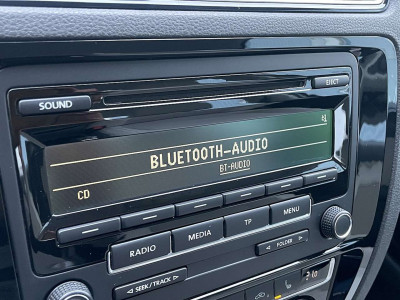 SOUND
EJECT
BLUETOOTH-AUDIO
BT-AUDIO
CD
RADIO
MEDIA
TP
MENU
SEEK/TRACK
FOLDER